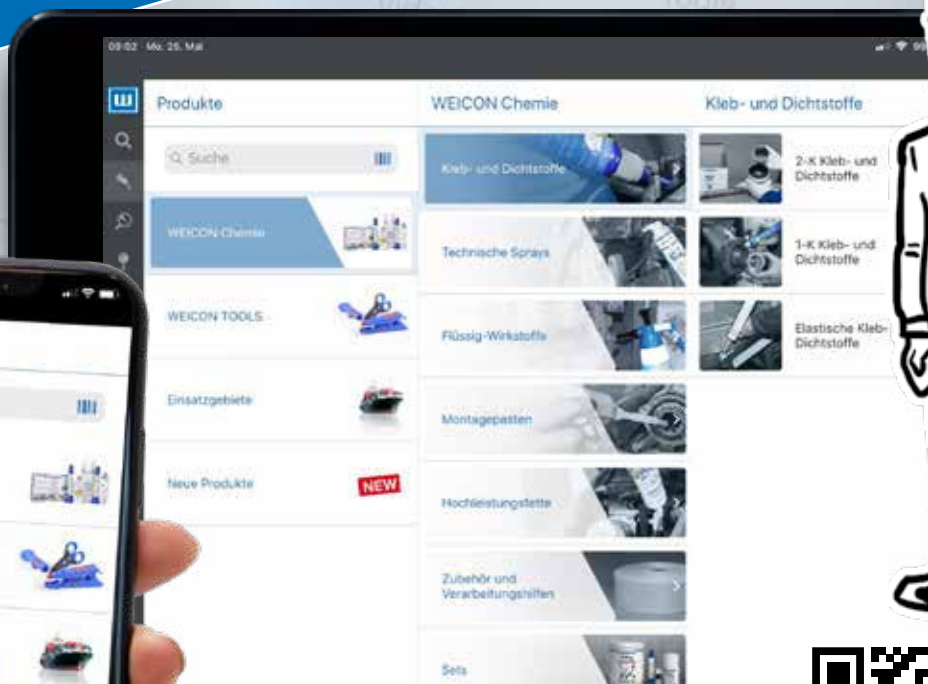 09:52 Mo. 25. Mai
Produkte
Suche
WEICON Chemie
WEICON TOOLS
Einsatzgebiete
Neue Produkte
NEW
WEICON Chemie
Kleb- und Dichtstoffe
Technische Sprays
Flüssig-Wirkstoffe
Montagepasten
Hochleistungsfette
Zubehör und
Verarbeitungshilfen
Sets
Kleb- und Dichtstoffe
2-K Kleb- und
Dichtstoffe
1-K Kleb- und
Dichtstoffe
Elastische Kleb-
Dichtstoffe